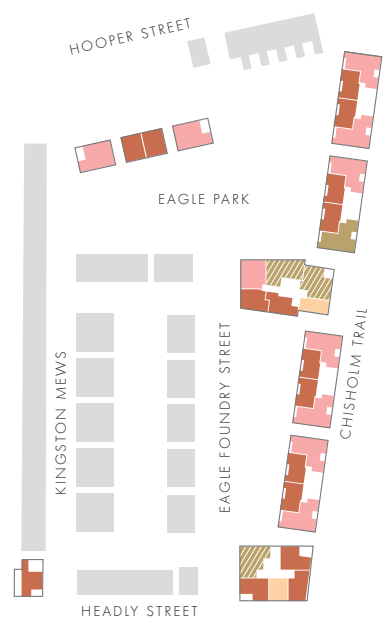 HOOPER STREET
EAGLE PARK
KINGSTON MEWS
EAGLE FOUNDRY STREET
CHISHOLM TRAIL
HEADLY STREET